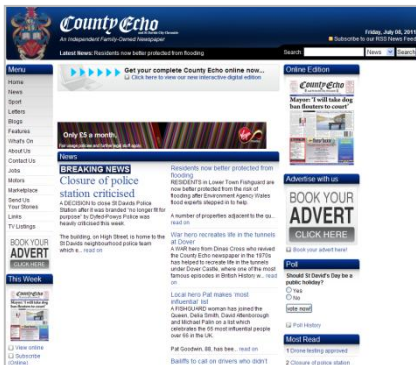 County Echo
and St Davids City Chronicle
An Independent Family-Owned Newspaper
Friday, July 08, 2011
Subscribe to our RSS News Feed
Latest News: Residents now better protected from flooding
Search
News
Search
Menu
Home
News
Sport
Letters
Blogs
Features
What's On
About Us
Contact Us
Jobs
Motors
Marketplace
Send Us
Your Stories
Links
TV Listings
BOOK YOUR
ADVERT
CLICK HERE
This Week
View online
Subscribe
(Online)
Get your complete County Echo online now...
Click here to view our new interactive digital edition
Only £5 a month.
Fair usage policies and further legal stuff apply.
News
BREAKING NEWS
Closure of police
station criticised
A DECISION to close St Davids Police
Station after it was branded 'no longer fit for
purpose' by Dyfed-Powys Police was
heavily criticised this week.
The building, on High Street, is home to the
St Davids neighbourhood police team
which w... read on
Residents now better protected from
flooding
RESIDENTS in Lower Town Fishguard are
now better protected from the risk of
flooding after Environment Agency Wales
flood experts stepped in to help.
A number of properties adjacent to the qu...
read on
War hero recreates life in the tunnels
at Dover
A WAR hero from Dinas Cross who revived
the County Echo newspaper in the 1970s
has helped to recreate life in the tunnels
under Dover Castle, where one of the most
famous episodes in British History w... read on
Local hero Pat makes 'most
influential' list
A FISHGUARD woman has joined the
Queen, Delia Smith, David Attenborough
and Michael Palin on a list which
celebrates the 65 most influential people
over 65 in the UK.
Pat Goodwin, 88, has bee... read on
Bailiffs to call on drivers who didn't
Online Edition
County Echo
Mayor: 'I will take dog
ban flouters to court'
Advertise with us
BOOK YOUR
ADVERT
CLICK HERE
Book your advert here!
Poll
Should St David's Day be a
public holiday?
Yes
No
vote now!
Poll History
Most Read
1 Drone testing approved
2 Closure of police station